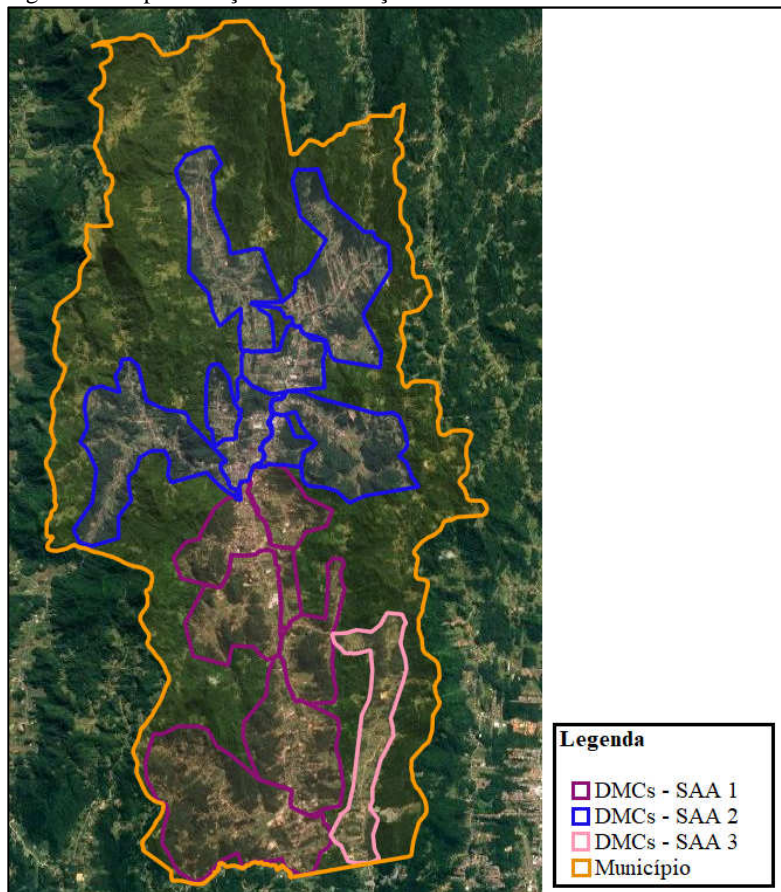 Legenda
DMCs - SAA 1
DMCs - SAA 2
DMCs - SAA 3
Município